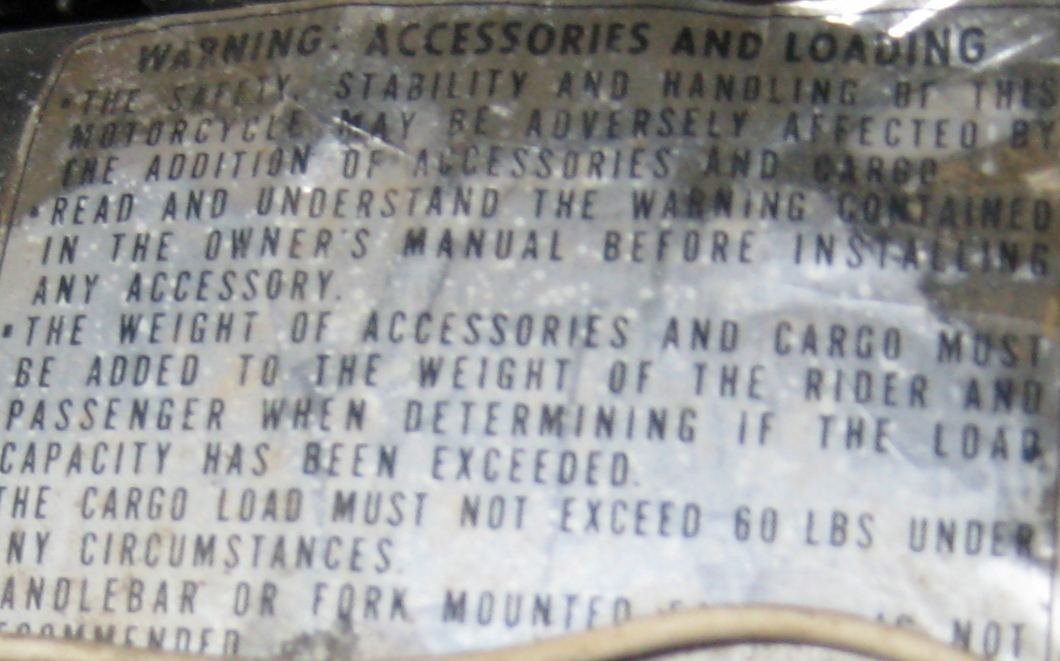 WARNING: ACCESSORIES AND LOADING
•THE SAFETY, STABILITY AND HANDLING OF THIS
MOTORCYCLE MAY BE ADVERSELY AFFECTED BY
THE ADDITION OF ACCESSORIES AND CARGO.
•READ AND UNDERSTAND THE WARNING CONTAINED
IN THE OWNER'S MANUAL BEFORE INSTALLING
ANY ACCESSORY.
•THE WEIGHT OF ACCESSORIES AND CARGO MUST
BE ADDED TO THE WEIGHT OF THE RIDER AND
PASSENGER WHEN DETERMINING IF THE LOAD
CAPACITY HAS BEEN EXCEEDED.
THE CARGO LOAD MUST NOT EXCEED 60 LBS UNDER
NY CIRCUMSTANCES.
ANDLEBAR OR FORK MOUNTED IS NOT
ECOMMENDED